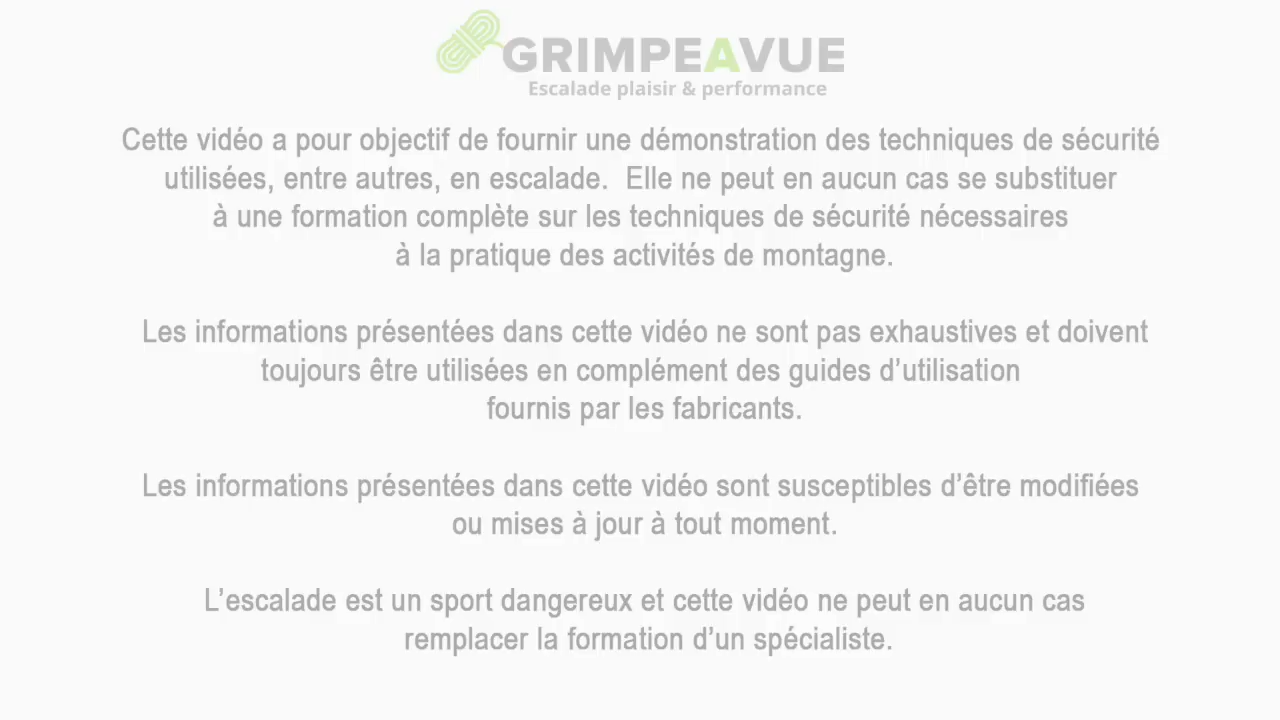 GRIMPEAVUE
Escalade plaisir & performance
Cette vidéo a pour objectif de fournir une démonstration des techniques de sécurité
utilisées, entre autres, en escalade. Elle ne peut en aucun cas se substituer
à une formation complète sur les techniques de sécurité nécessaires
à la pratique des activités de montagne.
Les informations présentées dans cette vidéo ne sont pas exhaustives et doivent
toujours être utilisées en complément des guides d’utilisation
fournis par les fabricants.
Les informations présentées dans cette vidéo sont susceptibles d’être modifiées
ou mises à jour à tout moment.
L’escalade est un sport dangereux et cette vidéo ne peut en aucun cas
remplacer la formation d’un spécialiste.